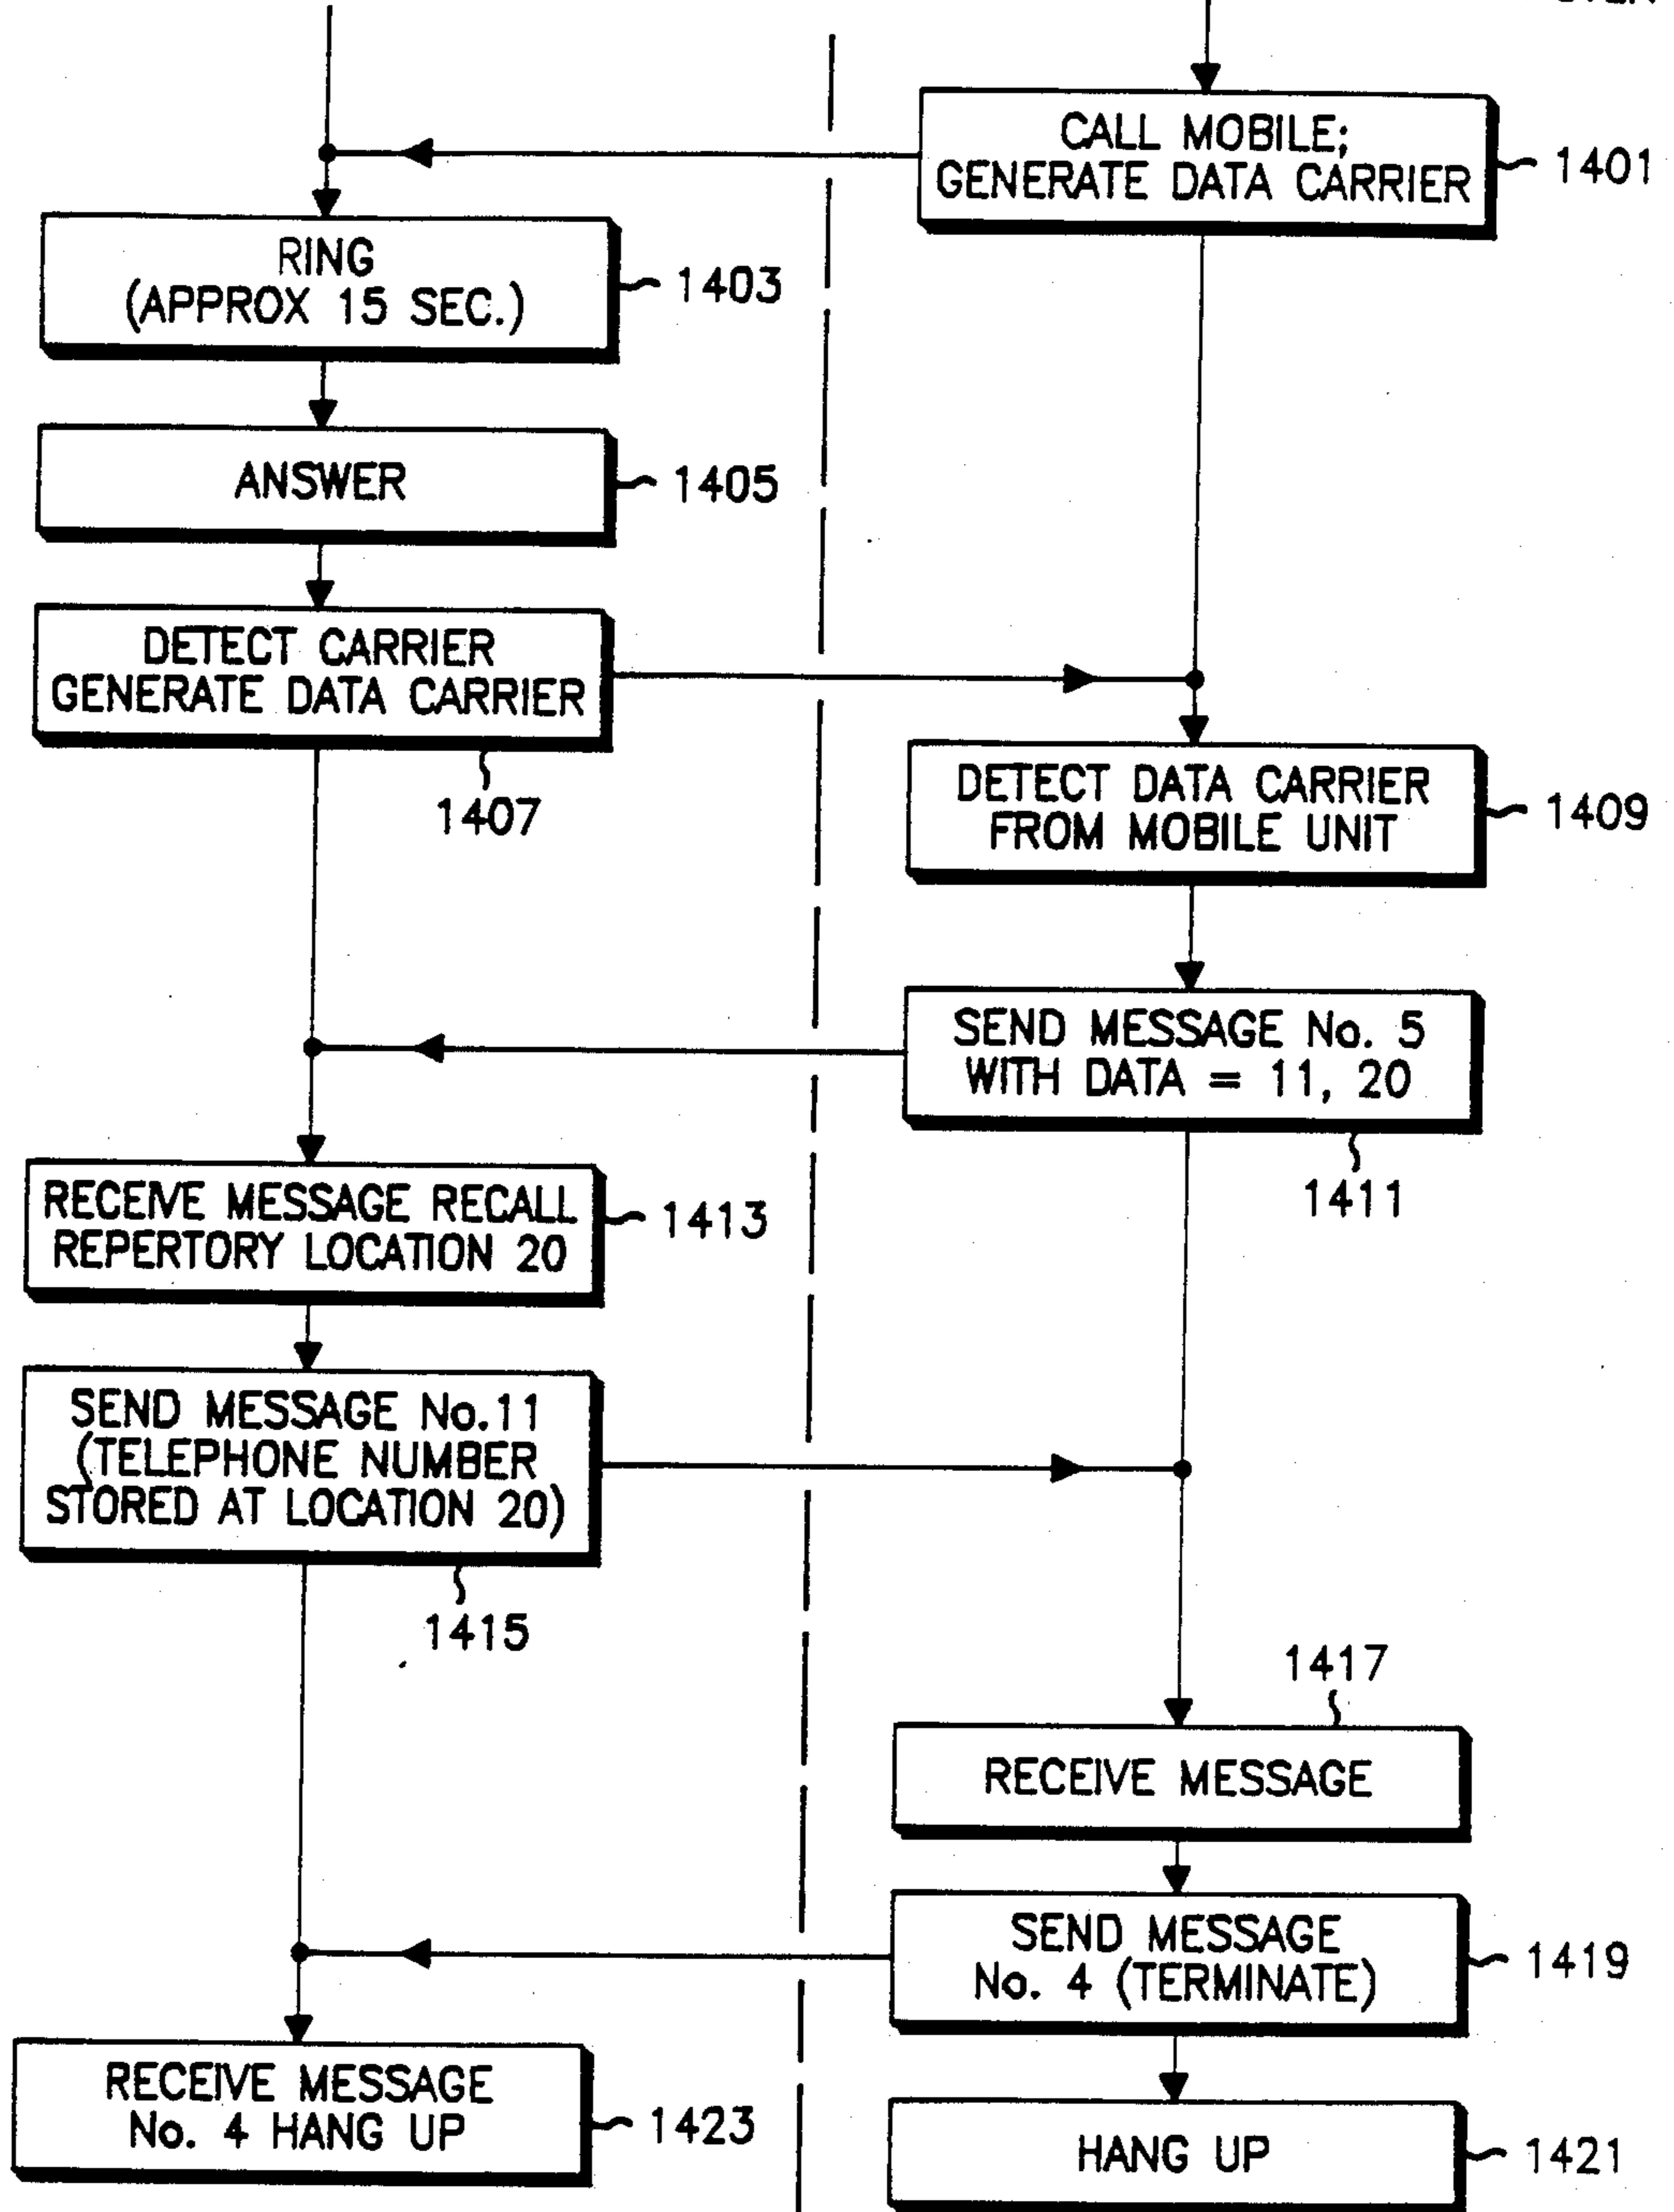 CALL MOBILE;
GENERATE DATA CARRIER
1401
RING
(APPROX 15 SEC.)
1403
ANSWER
1405
DETECT CARRIER
GENERATE DATA CARRIER
1407
DETECT DATA CARRIER
FROM MOBILE UNIT
1409
SEND MESSAGE No. 5
WITH DATA = 11, 20
1411
RECEIVE MESSAGE RECALL
REPERTORY LOCATION 20
1413
SEND MESSAGE No.11
(TELEPHONE NUMBER
STORED AT LOCATION 20)
1415
1417
RECEIVE MESSAGE
SEND MESSAGE
No. 4 (TERMINATE)
1419
RECEIVE MESSAGE
No. 4 HANG UP
1423
HANG UP
1421